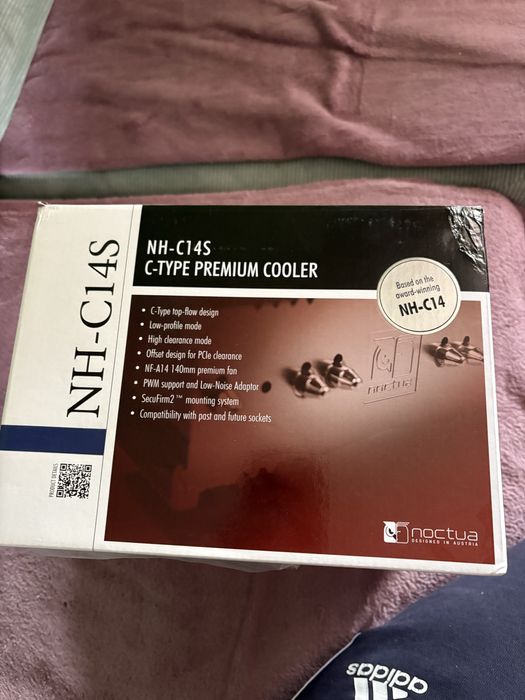 NH-C14S
PRODUCT DETAILS
NH-C14S
C-TYPE PREMIUM COOLER
Based on the
award-winning
NH-C14
• C-Type top-flow design
• Low-profile mode
• High clearance mode
• Offset design for PCIe clearance
• NF-A14 140mm premium fan
• PWM support and Low-Noise Adaptor
• SecuFirm2™ mounting system
• Compatibility with past and future sockets
noctua
noctua
DESIGNED IN AUSTRIA
adidas